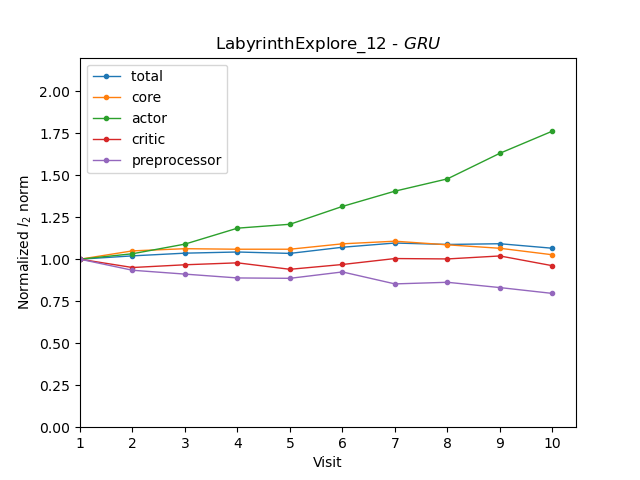 LabyrinthExplore_12 - GRU
total
core
actor
critic
preprocessor
Normalized l2 norm
2.00
1.75
1.50
1.25
1.00
0.75
0.50
0.25
0.00
1 2 3 4 5 6 7 8 9 10
Visit